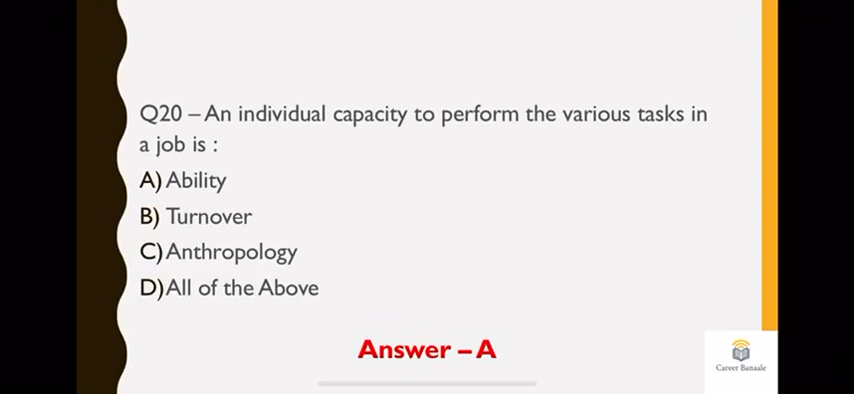 Q20 – An individual capacity to perform the various tasks in
a job is :
A) Ability
B) Turnover
C) Anthropology
D) All of the Above
Answer – A
Career Banaale